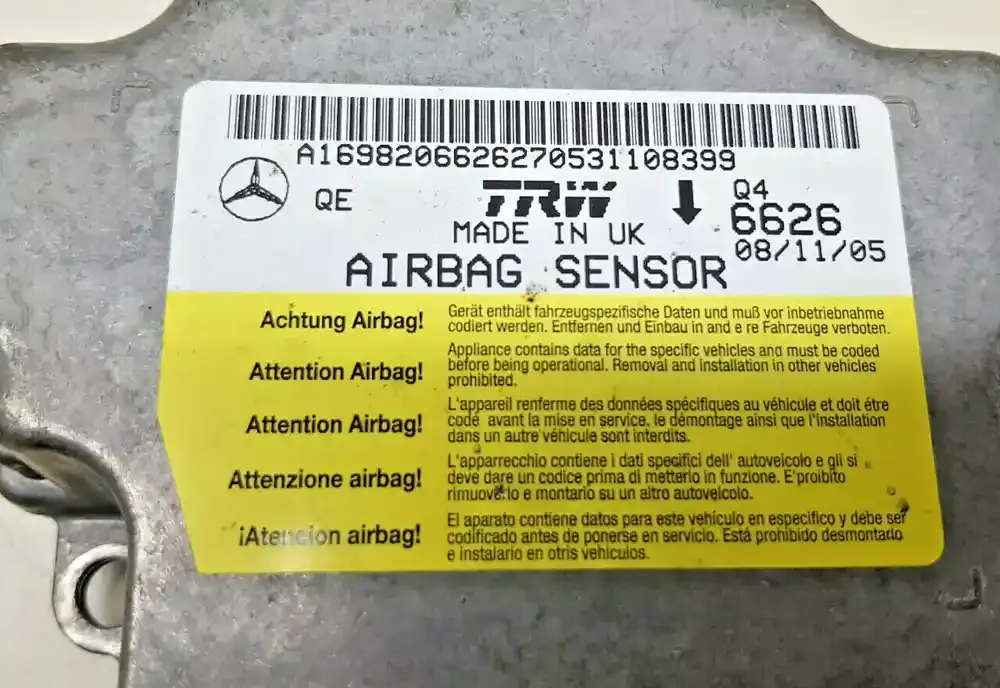 A1698206626270531108399
QE
TRW
Q4
6626
MADE IN UK
08/11/05
AIRBAG SENSOR
Achtung Airbag!
Gerät enthält fahrzeugspezifische Daten und muß vor inbetriebnahme
codiert werden. Entfernen und Einbau in and e re Fahrzeuge verboten.
Attention Airbag!
Appliance contains data for the specific vehicles and must be coded
before being operational. Removal and installation in other vehicles
prohibited.
Attention Airbag!
L'appareil renferme des données spécifiques au véhicule et doit étre
codé avant la mise en service. le démontage ainsi que l'Installation
dans un autre véhicule sont interdits.
Attenzione airbag!
L'apparrecchio contiene i dati specifici dell' autoveicolo e gli si
deve dare un codice prima di metterlo in funzione. E'proibito
rimuovelo e montario su un altro autoveicolo.
¡Atencion airbag!
El aparato contiene datos para este vehículo en especifico y debe ser
codificado antes de ponerse en servicio. Está prohibido desmontario
e instalario en otris vehiculos.